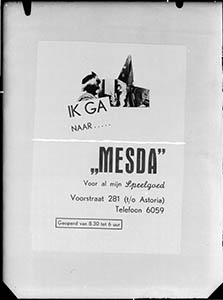 IK GA
NAAR.....
„MESDA”
Voor al mijn Speelgoed
Voorstraat 281 (t/o Astoria)
Telefoon 6059
Geopend van 8.30 tot 6 uur